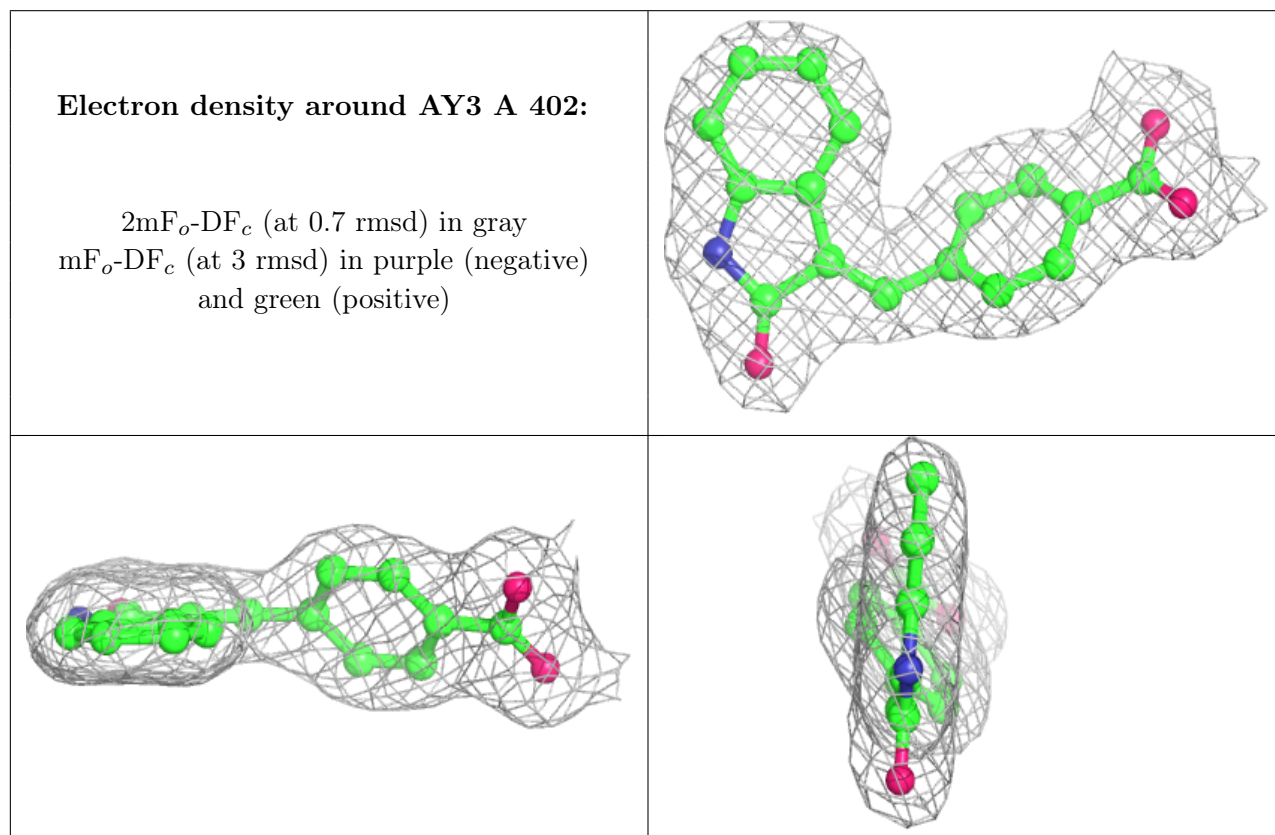 Electron density around AY3 A 402:
2mFo-DFc (at 0.7 rmsd) in gray
mFo-DFc (at 3 rmsd) in purple (negative)
and green (positive)